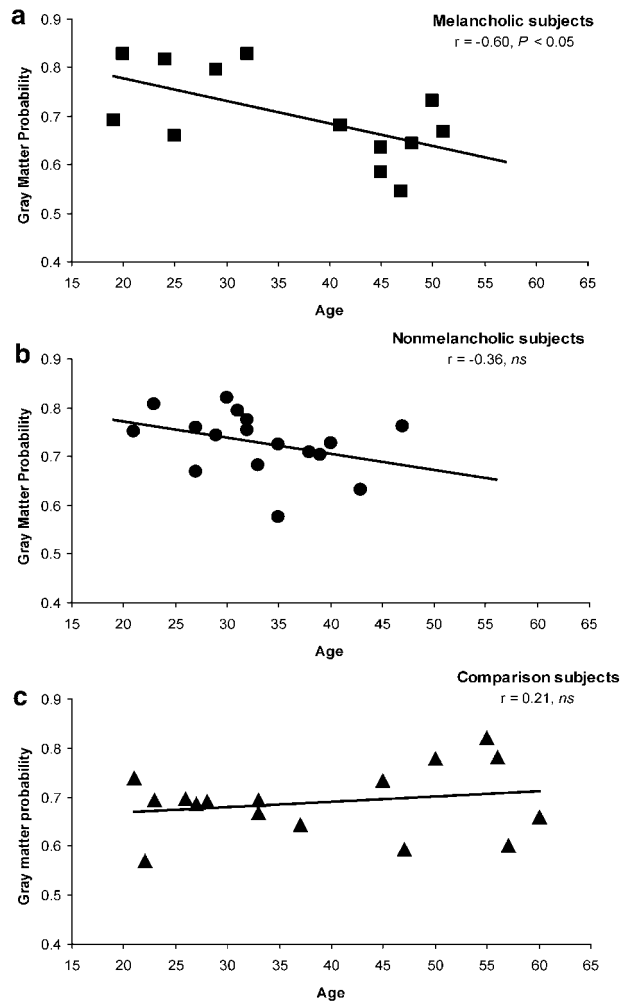 a
Melancholic subjects
r = -0.60, P < 0.05
Gray Matter Probability
0.9
0.8
0.7
0.6
0.5
0.4
15 20 25 30 35 40 45 50 55 60 65
Age
b
Nonmelancholic subjects
r = -0.36, ns
Gray Matter Probability
0.9
0.8
0.7
0.6
0.5
0.4
15 20 25 30 35 40 45 50 55 60 65
Age
c
Comparison subjects
r = 0.21, ns
Gray matter probability
0.9
0.8
0.7
0.6
0.5
0.4
15 20 25 30 35 40 45 50 55 60 65
Age